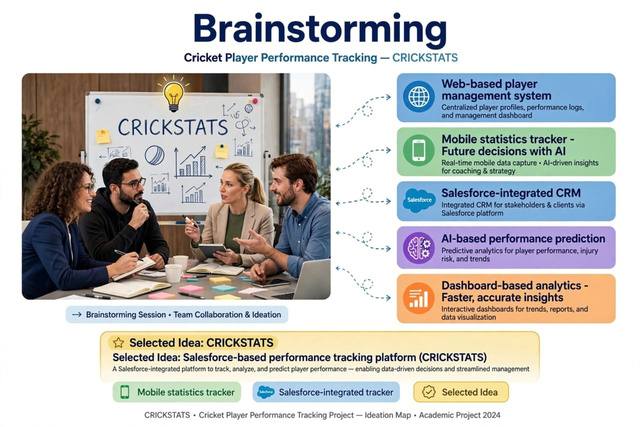 Brainstorming
Cricket Player Performance Tracking — CRICKSTATS
CRICKSTATS
Web-based player
management system
Centralized player profiles, performance logs,
and management dashboard
Mobile statistics tracker -
Future decisions with AI
Real-time mobile data capture • AI-driven insights
for coaching & strategy
Salesforce
Salesforce-integrated CRM
Integrated CRM for stakeholders & clients via
Salesforce platform
AI-based performance prediction
Predictive analytics for player performance, injury
risk, and trends
Dashboard-based analytics -
Faster, accurate insights
Interactive dashboards for trends, reports, and
data visualization
→ Brainstorming Session • Team Collaboration & Ideation
Selected Idea: CRICKSTATS
Selected Idea: Salesforce-based performance tracking platform (CRICKSTATS)
A Salesforce-integrated platform to track, analyze, and predict player performance — enabling data-driven decisions and streamlined management
Mobile statistics tracker
Salesforce-integrated tracker
Selected Idea
CRICKSTATS • Cricket Player Performance Tracking Project — Ideation Map • Academic Project 2024